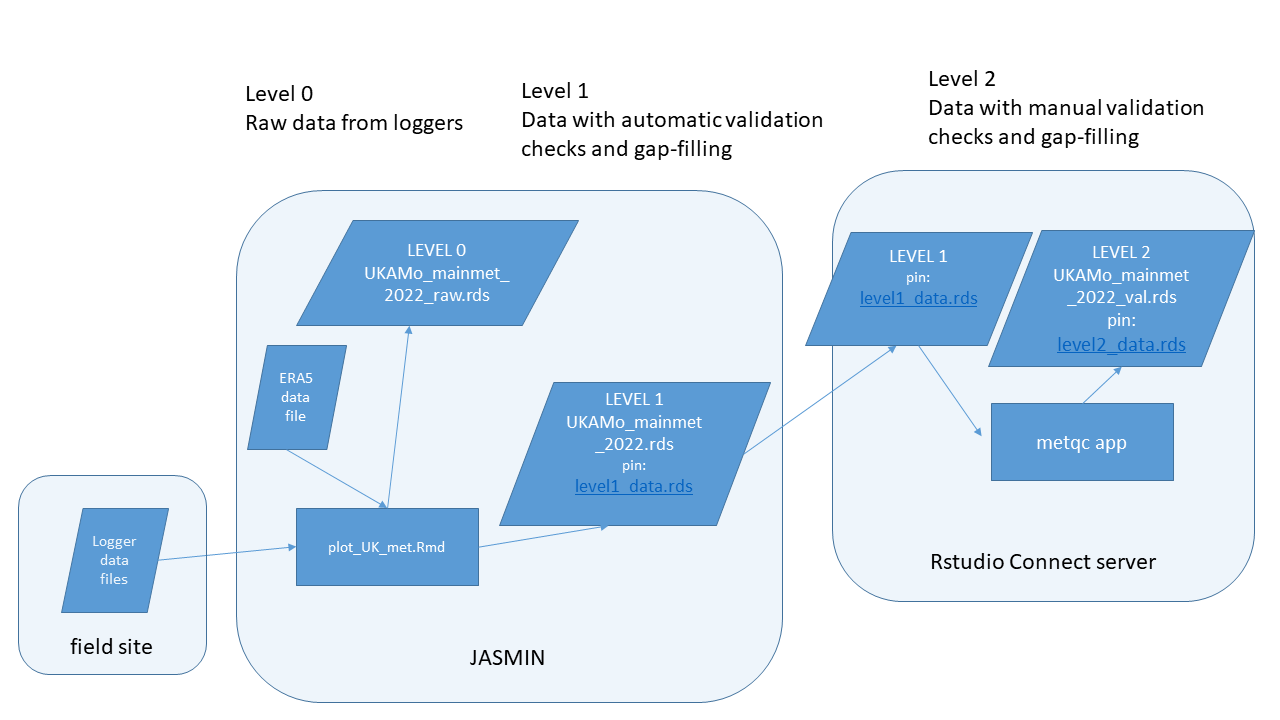 Level 0
Raw data from loggers
Level 1
Data with automatic validation
checks and gap-filling
Level 2
Data with manual validation
checks and gap-filling
LEVEL 0
UKAMo_mainmet_
2022_raw.rds
ERA5
data
file
LEVEL 1
UKAMo_mainmet
_2022.rds
pin:
level1_data.rds
plot_UK_met.Rmd
JASMIN
Logger
data
files
field site
LEVEL 1
pin:
level1_data.rds
LEVEL 2
UKAMo_mainmet
_2022_val.rds
pin:
level2_data.rds
metqc app
Rstudio Connect server